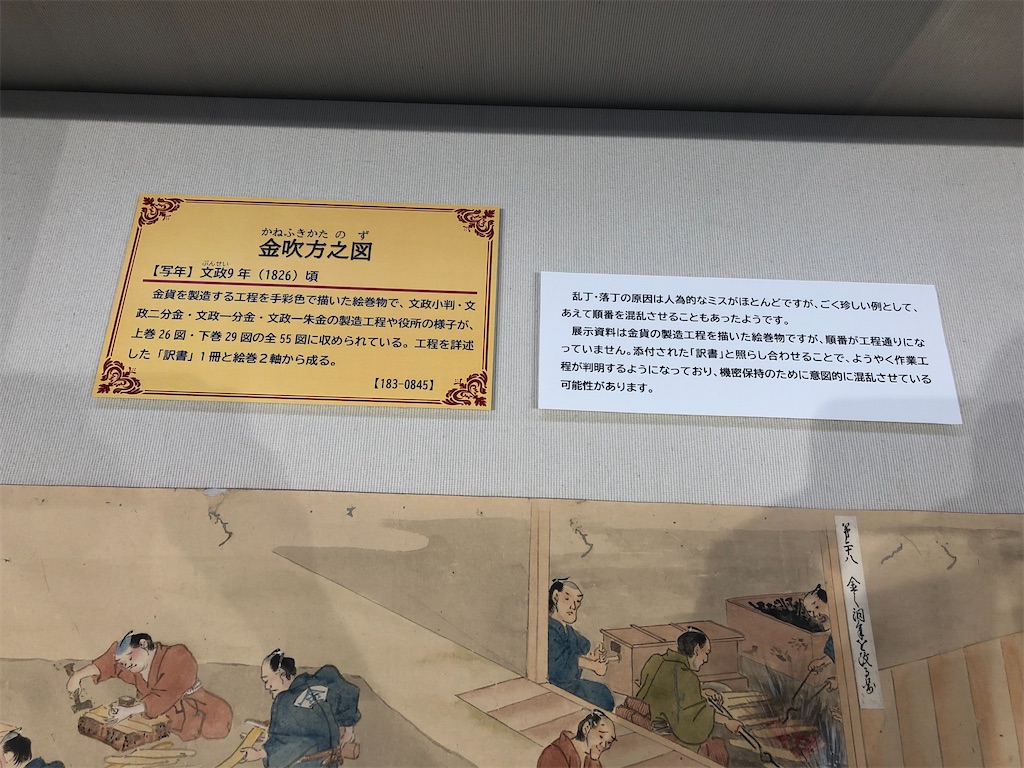 かねふきかたのず
金吹方之図
ぶんせい
【写年】文政9年（1826）頃
金貨を製造する工程を手彩色で描いた絵巻物で、文政小判・文
政二分金・文政一分金・文政一朱金の製造工程や役所の様子が、
上巻26図・下巻29図の全55図に収められている。工程を詳述
した「訳書」1冊と絵巻2軸から成る。
【183-0845】
乱丁・落丁の原因は人為的なミスがほとんどですが、ごく珍しい例として、
あえて順番を混乱させることもあったようです。
展示資料は金貨の製造工程を描いた絵巻物ですが、順番が工程通りにな
っていません。添付された「訳書」と照らし合わせることで、ようやく作業工
程が判明するようになっており、機密保持のために意図的に混乱させている
可能性があります。